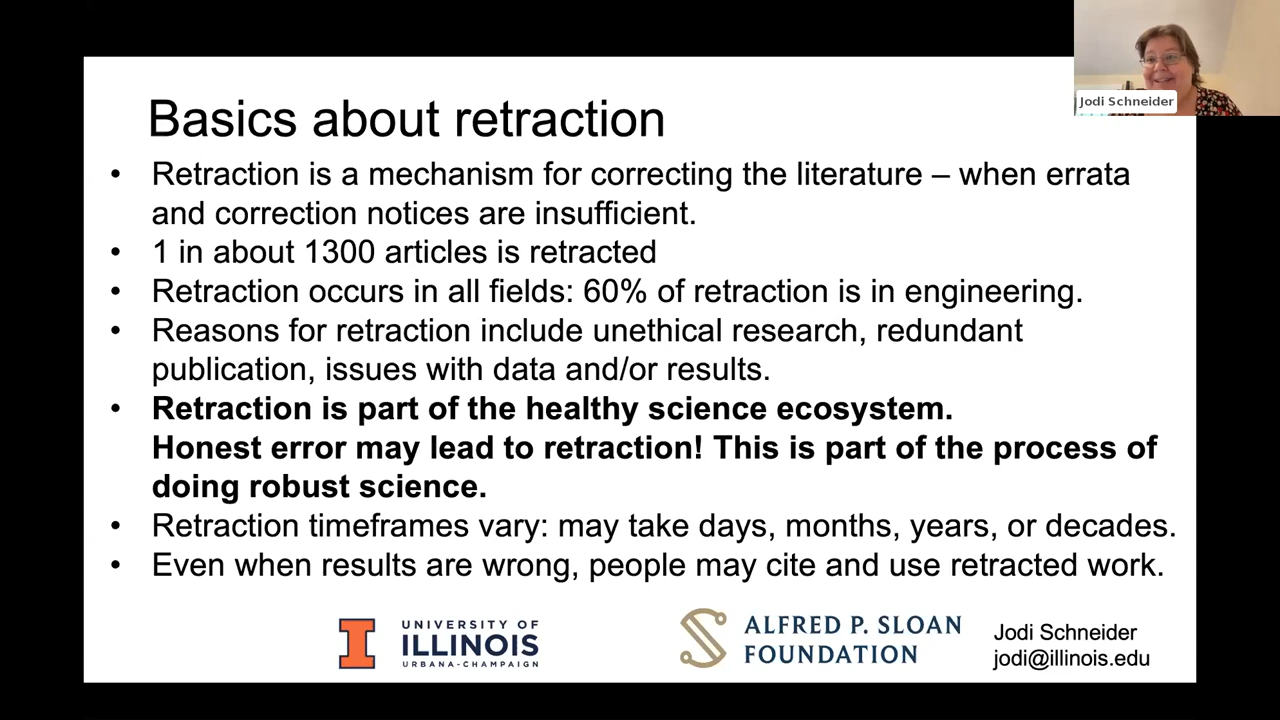 Jodi Schneider
Basics about retraction
• Retraction is a mechanism for correcting the literature – when errata
and correction notices are insufficient.
• 1 in about 1300 articles is retracted
• Retraction occurs in all fields: 60% of retraction is in engineering.
• Reasons for retraction include unethical research, redundant
publication, issues with data and/or results.
• Retraction is part of the healthy science ecosystem.
Honest error may lead to retraction! This is part of the process of
doing robust science.
• Retraction timeframes vary: may take days, months, years, or decades.
• Even when results are wrong, people may cite and use retracted work.
UNIVERSITY OF
ILLINOIS
URBANA-CHAMPAIGN
ALFRED P. SLOAN
FOUNDATION
Jodi Schneider
jodi@illinois.edu